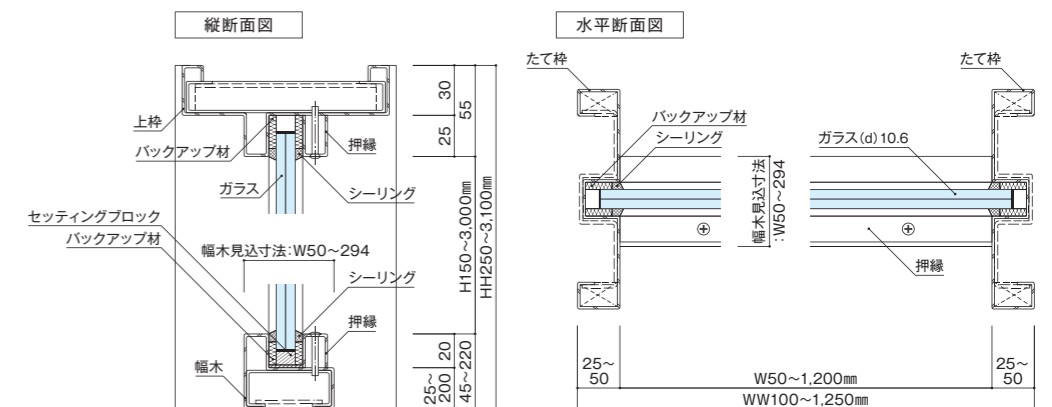 縦断面図
上枠
バックアップ材
ガラス
押縁
シーリング
セッティングブロック
バックアップ材
幅木見込寸法:W50～294
シーリング
押縁
幅木
30
25
55
20
25～
200
45～220
H150～3,000㎜
HH250～3,100㎜
水平断面図
たて枠
たて枠
バックアップ材
シーリング
ガラス(d)10.6
幅木見込寸法
:W50～294
押縁
25～
50
W50～1,200㎜
25～
50
WW100～1,250㎜